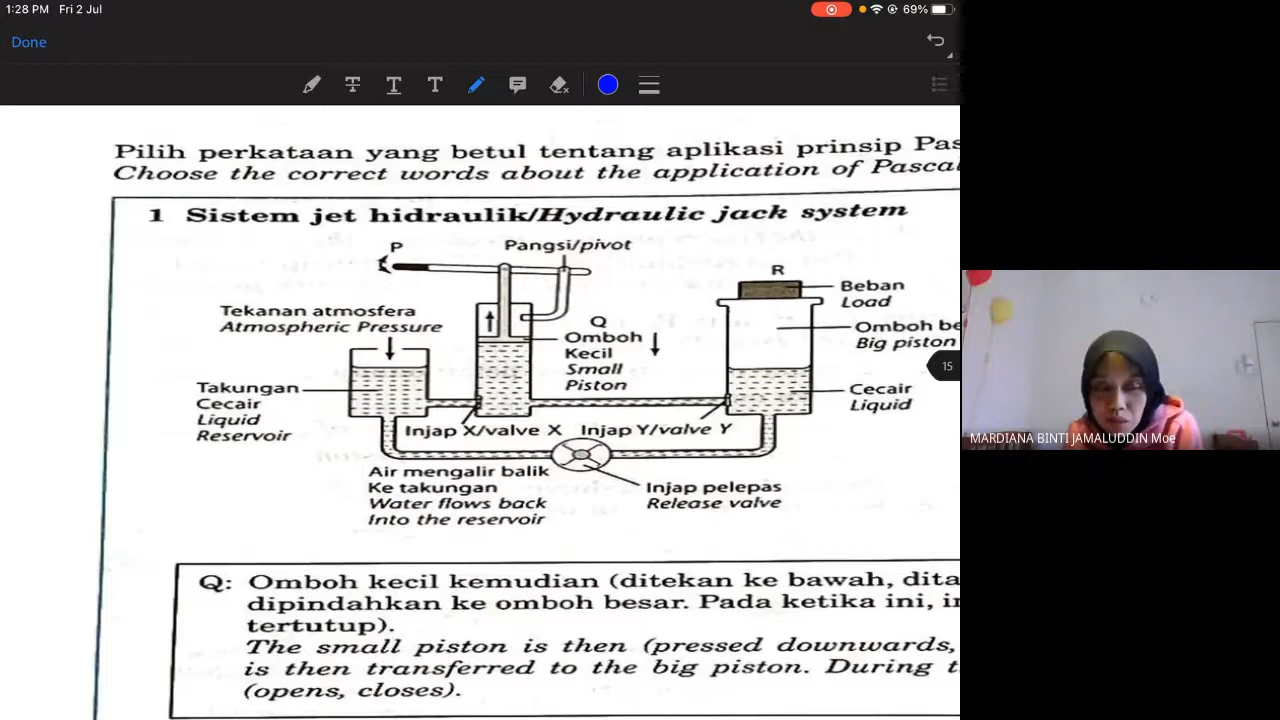 1:28 PM Fri 2 Jul
69%
Done
T T T
Pilih perkataan yang betul tentang aplikasi prinsip Pas
Choose the correct words about the application of Pascal
1 Sistem jet hidraulik/Hydraulic jack system
P
Pangsi/pivot
R
Beban
Load
Tekanan atmosfera
Atmospheric Pressure
Q
Omboh
Kecil
Small
Piston
Omboh be
Big piston
15
Takungan
Cecair
Liquid
Reservoir
Cecair
Liquid
Injap X/valve X
Injap Y/valve Y
MARDIANA BINTI JAMALUDDIN Moe
Air mengalir balik
Ke takungan
Water flows back
Into the reservoir
Injap pelepas
Release valve
Q: Omboh kecil kemudian (ditekan ke bawah, dita
dipindahkan ke omboh besar. Pada ketika ini, in
tertutup).
The small piston is then (pressed downwards,
is then transferred to the big piston. During t
(opens, closes).